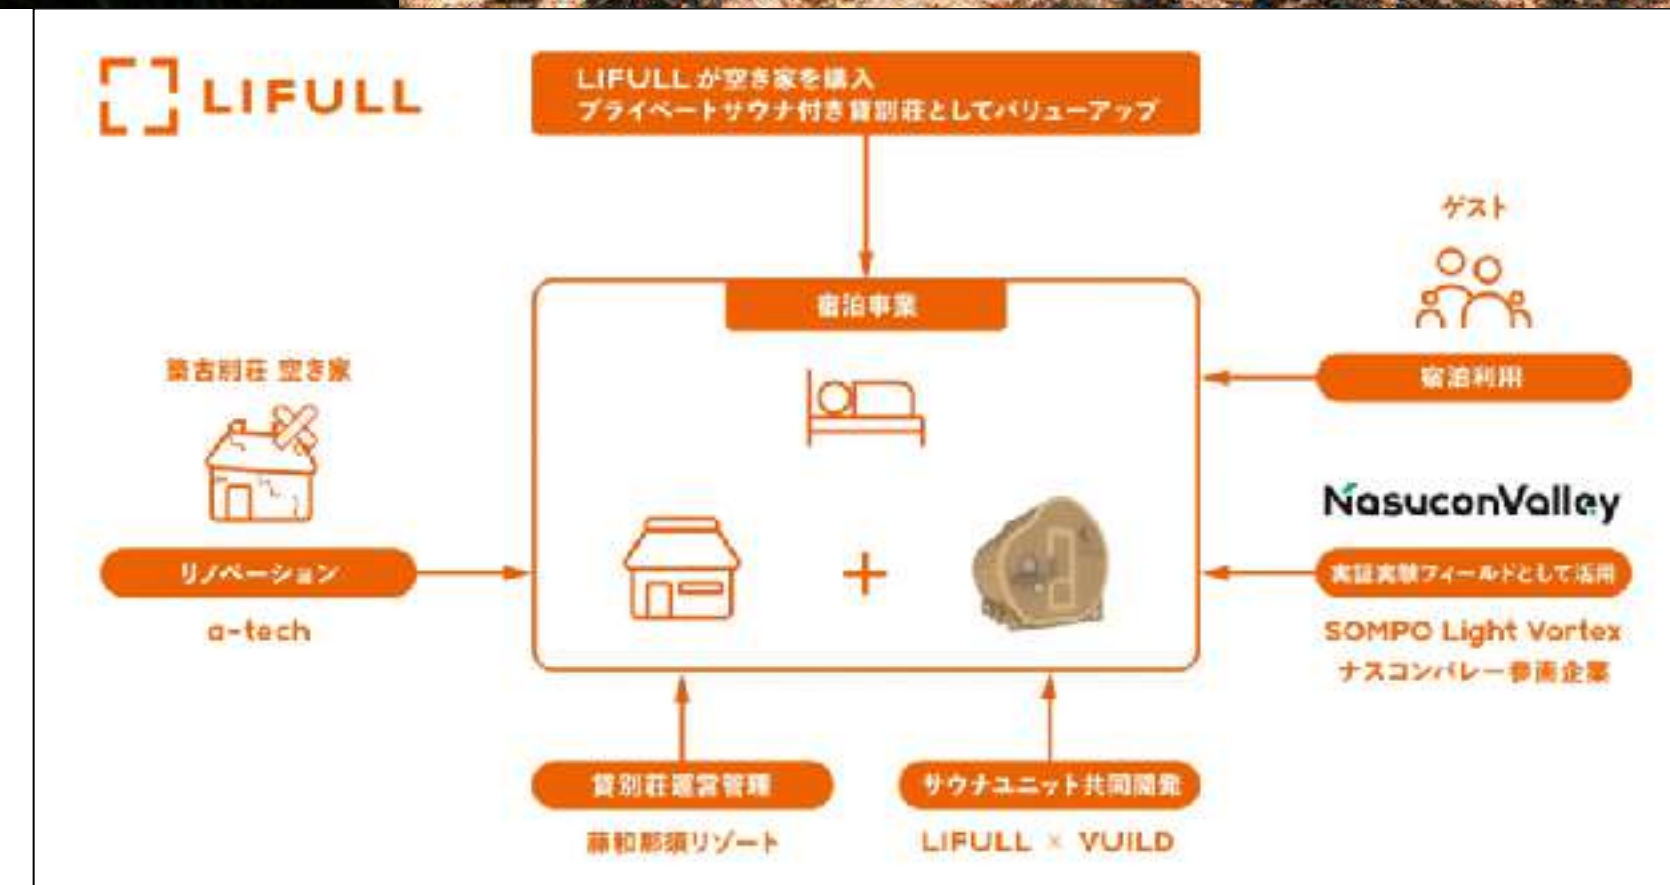 LIFULL
LIFULLが空き家を購入
プライベートサウナ付き貸別荘としてバリューアップ
宿泊事業
ゲスト
宿泊利用
築古別荘 空き家
リノベーション
a-tech
NasuconValley
実証実験フィールドとして活用
SOMPO Light Vortex
ナスコンバレー参画企業
貸別荘運営管理
藤和那須リゾート
サウナユニット共同開発
LIFULL × VUILD